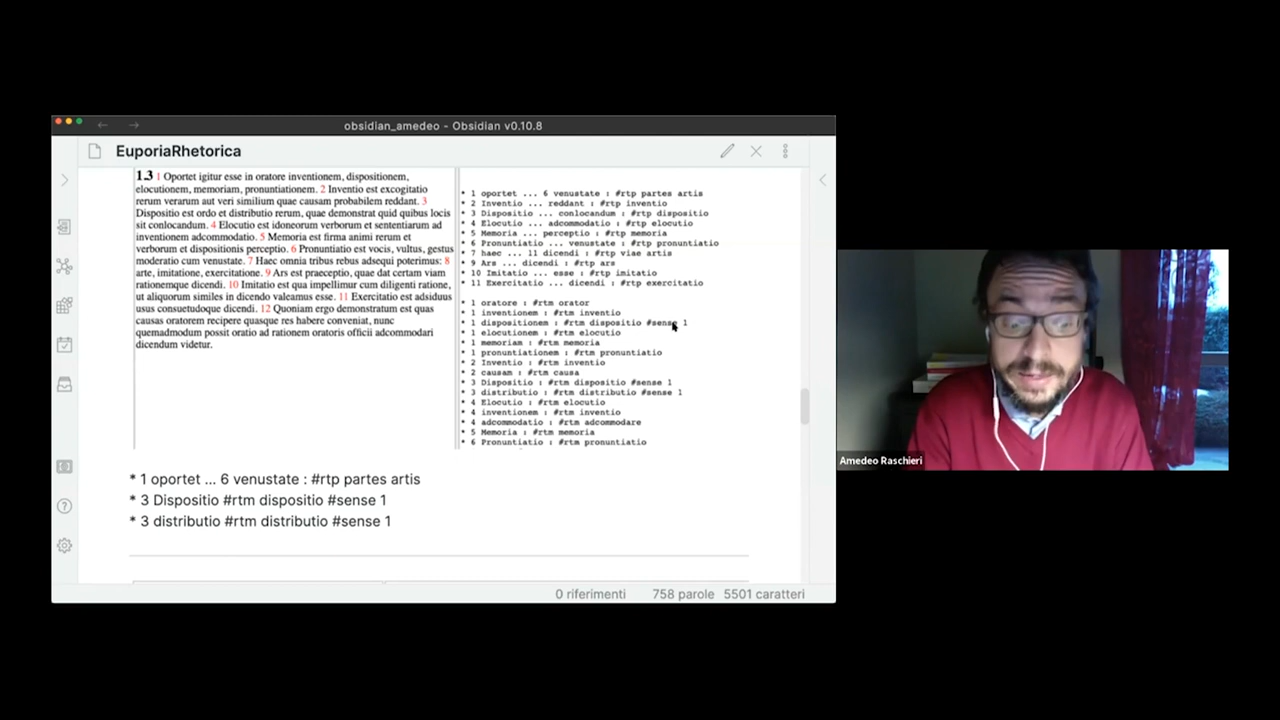 obsidian_amedeo - Obsidian v0.10.8
EuporiaRhetorica
1.3 1 Oportet igitur esse in oratore inventionem, dispositionem,
elocutionem, memoriam, pronuntiationem. 2 Inventio est excogitatio
rerum verarum aut veri similium quae causam probabilem reddant. 3
Dispositio est ordo et distributio rerum, quae demonstrat quid quibus locis
sit conlocandum. 4 Elocutio est idoneorum verborum et sententiarum ad
inventionem adcommodatio. 5 Memoria est firma animi rerum et
verborum et dispositionis perceptio. 6 Pronuntiatio est vocis, vultus, gestus
moderatio cum venustate. 7 Haec omnia tribus rebus adsequi poterimus: 8
arte, imitatione, exercitatione. 9 Ars est praeceptio, quae dat certam viam
rationemque dicendi. 10 Imitatio est qua impellimur cum diligenti ratione,
ut aliquorum similes in dicendo valeamus esse. 11 Exercitatio est adsiduus
usus consuetudoque dicendi. 12 Quoniam ergo demonstratum est quas
causas oratorem recipere quasque res habere conveniat, nunc
quemadmodum possit oratio ad rationem oratoris officii adcommodari
dicendum videtur.
* 1 oportet ... 6 venustate : #rtp partes artis
* 2 Inventio ... reddant : #rtp inventio
* 3 Dispositio ... conlocandum : #rtp dispositio
* 4 Elocutio ... adcommodatio : #rtp elocutio
* 5 Memoria ... perceptio : #rtp memoria
* 6 Pronuntiatio ... venustate : #rtp pronuntiatio
* 7 haec ... 11 dicendi : #rtp viae artis
* 9 Ars ... dicendi : #rtp ars
* 10 Imitatio ... esse : #rtp imitatio
* 11 Exercitatio ... dicendi : #rtp exercitatio
* 1 oratore : #rtm orator
* 1 inventionem : #rtm inventio
* 1 dispositionem : #rtm dispositio #sense 1
* 1 elocutionem : #rtm elocutio
* 1 memoriam : #rtm memoria
* 1 pronuntiationem : #rtm pronuntiatio
* 2 Inventio : #rtm inventio
* 2 causam : #rtm causa
* 3 Dispositio : #rtm dispositio #sense 1
* 3 distributio : #rtm distributio #sense 1
* 4 Elocutio : #rtm elocutio
* 4 inventionem : #rtm inventio
* 4 adcommodatio : #rtm adcommodare
* 5 Memoria : #rtm memoria
* 6 Pronuntiatio : #rtm pronuntiatio
* 1 oportet ... 6 venustate : #rtp partes artis
* 3 Dispositio #rtm dispositio #sense 1
* 3 distributio #rtm distributio #sense 1
0 riferimenti 758 parole 5501 caratteri
Amedeo Raschieri